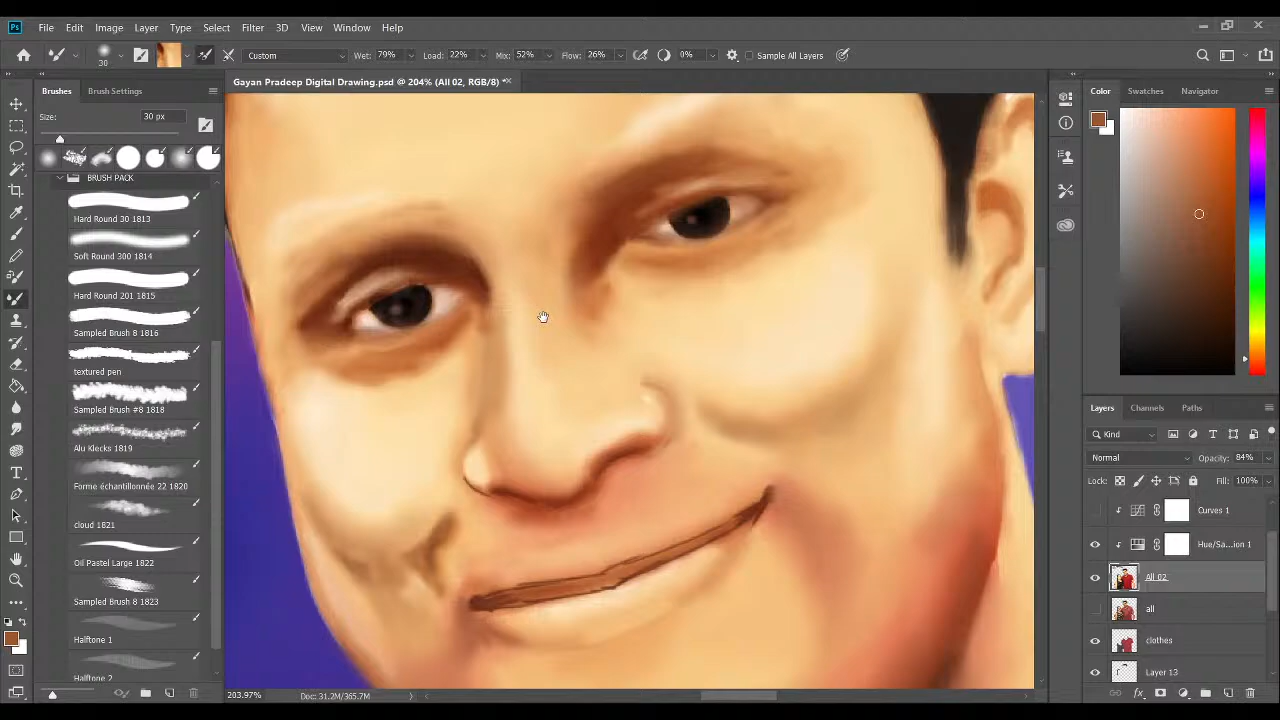 Ps File Edit Image Layer Type Select Filter 3D View Window Help
30 Custom Wet: 79% Load: 22% Mix: 52% Flow: 26% 0% Sample All Layers
Gayan Pradeep Digital Drawing.psd @ 204% (All 02, RGB/8) *
Brushes Brush Settings
Size: 30 px
BRUSH PACK
Hard Round 30 1813
Soft Round 300 1814
Hard Round 201 1815
Sampled Brush 8 1816
textured pen
Sampled Brush #8 1818
Alu Klecks 1819
Forme échantillonnée 22 1820
cloud 1821
Oil Pastel Large 1822
Sampled Brush 8 1823
Halftone 1
Halftone 2
203.97% Doc: 31.2M/365.7M
Color Swatches Navigator
Layers Channels Paths
Kind
Normal Opacity: 84%
Lock: Fill: 100%
Curves 1
Hue/Sa...ion 1
All 02
all
clothes
Layer 13
fx